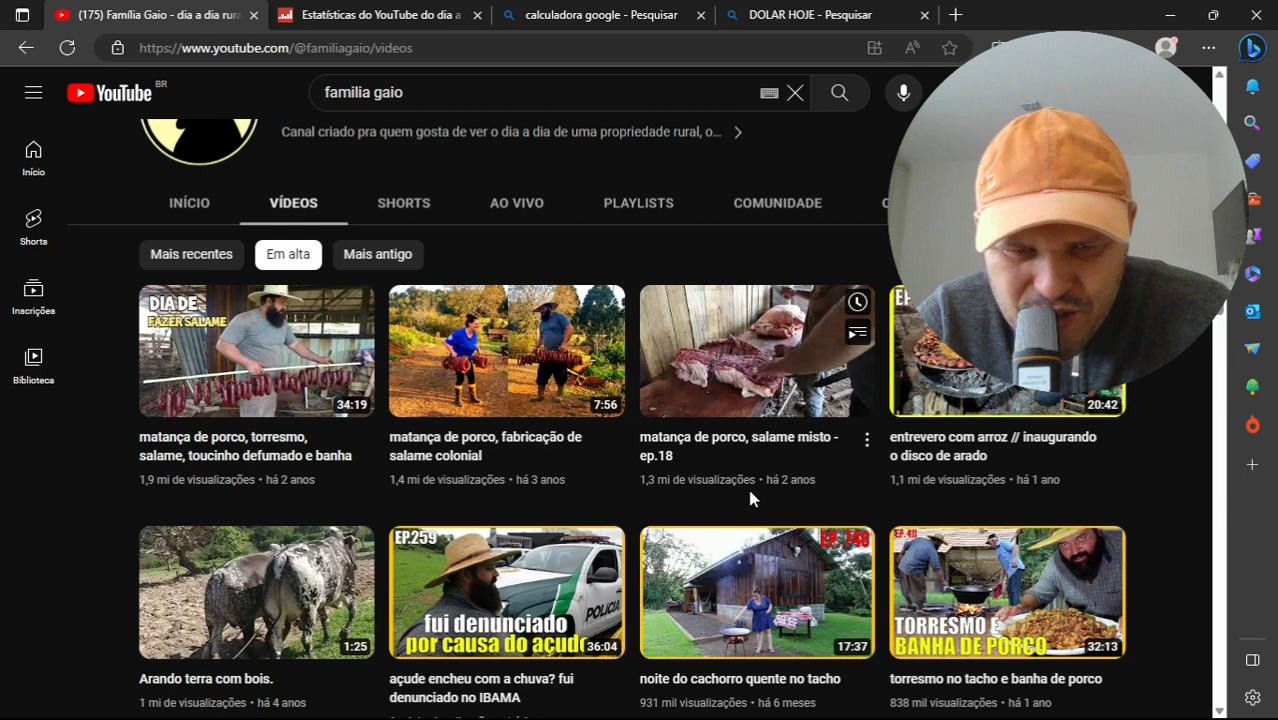 (175) Família Gaio - dia a dia rura
Estatísticas do YouTube do dia a
calculadora google - Pesquisar
DOLAR HOJE - Pesquisar
https://www.youtube.com/@familiagaio/videos
YouTube BR
familia gaio
Início
Shorts
Inscrições
Biblioteca
Canal criado pra quem gosta de ver o dia a dia de uma propriedade rural, o...
INÍCIO VÍDEOS SHORTS AO VIVO PLAYLISTS COMUNIDADE C
Mais recentes Em alta Mais antigo
DIA DE
FAZER SALAME
34:19
7:56
20:42
matança de porco, torresmo,
salame, toucinho defumado e banha
1,9 mi de visualizações • há 2 anos
matança de porco, fabricação de
salame colonial
1,4 mi de visualizações • há 3 anos
matança de porco, salame misto -
ep.18
1,3 mi de visualizações • há 2 anos
entrevero com arroz // inaugurando
o disco de arado
1,1 mi de visualizações • há 1 ano
1:25
EP.259
POLICIA
fui denunciado
por causa do açude
36:04
EP. 740
17:37
EP.411
TORRESMO E
BANHA DE PORCO
32:13
Arando terra com bois.
1 mi de visualizações • há 4 anos
açude encheu com a chuva? fui
denunciado no IBAMA
noite do cachorro quente no tacho
931 mil visualizações • há 6 meses
torresmo no tacho e banha de porco
838 mil visualizações • há 1 ano